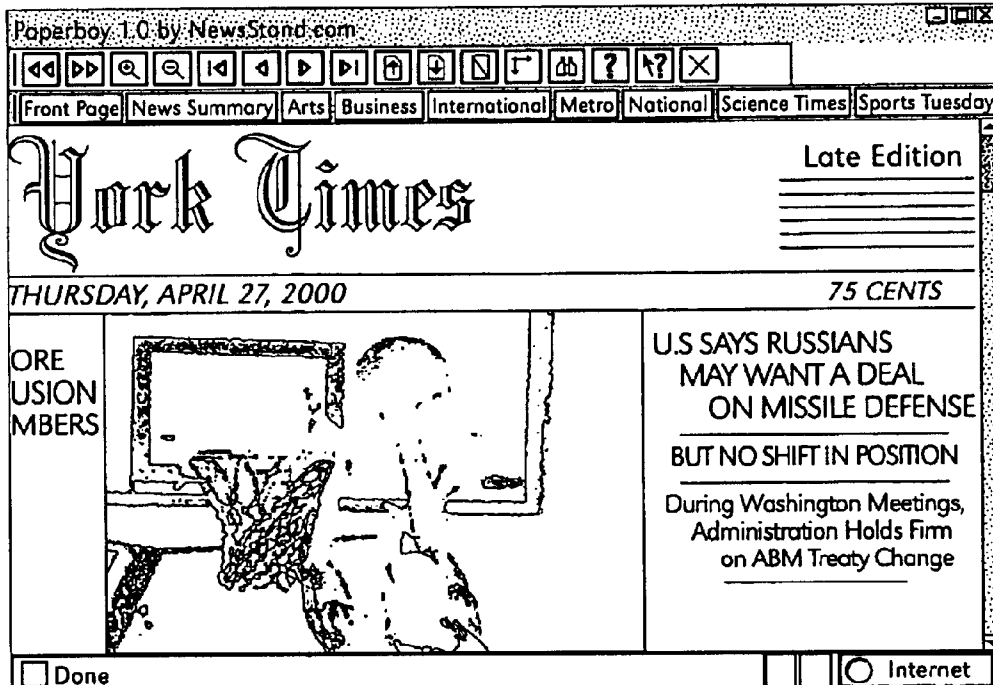 Paperboy 1.0 by NewsStand.com
Front Page News Summary Arts Business International Metro National Science Times Sports Tuesday
York Times
Late Edition
THURSDAY, APRIL 27, 2000 75 CENTS
ORE
USION
MBERS
U.S SAYS RUSSIANS
MAY WANT A DEAL
ON MISSILE DEFENSE
BUT NO SHIFT IN POSITION
During Washington Meetings,
Administration Holds Firm
on ABM Treaty Change
Done Internet